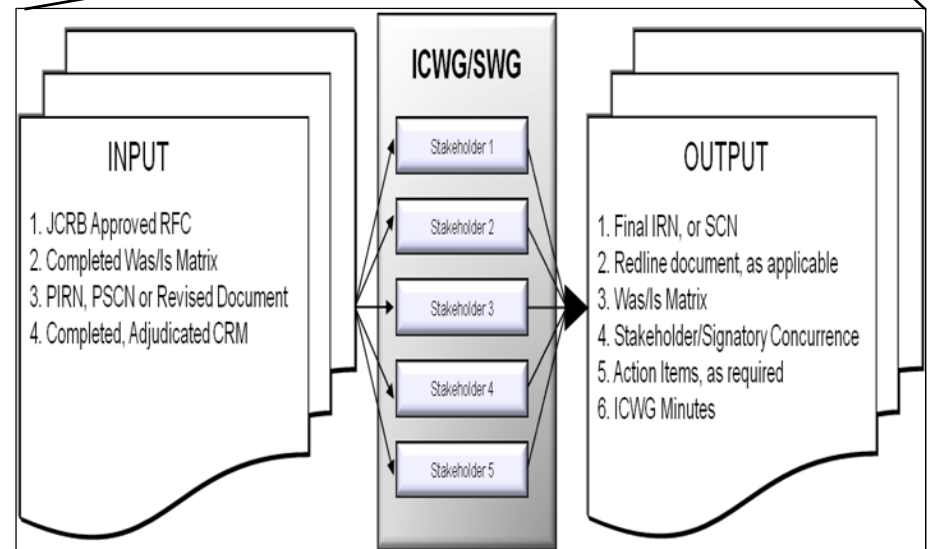 INPUT
1. JCRB Approved RFC
2. Completed Was/Is Matrix
3. PIRN, PSCN or Revised Document
4. Completed, Adjudicated CRM
ICWG/SWG
Stakeholder 1
Stakeholder 2
Stakeholder 3
Stakeholder 4
Stakeholder 5
OUTPUT
1. Final IRN, or SCN
2. Redline document, as applicable
3. Was/Is Matrix
4. Stakeholder/Signatory Concurrence
5. Action Items, as required
6. ICWG Minutes